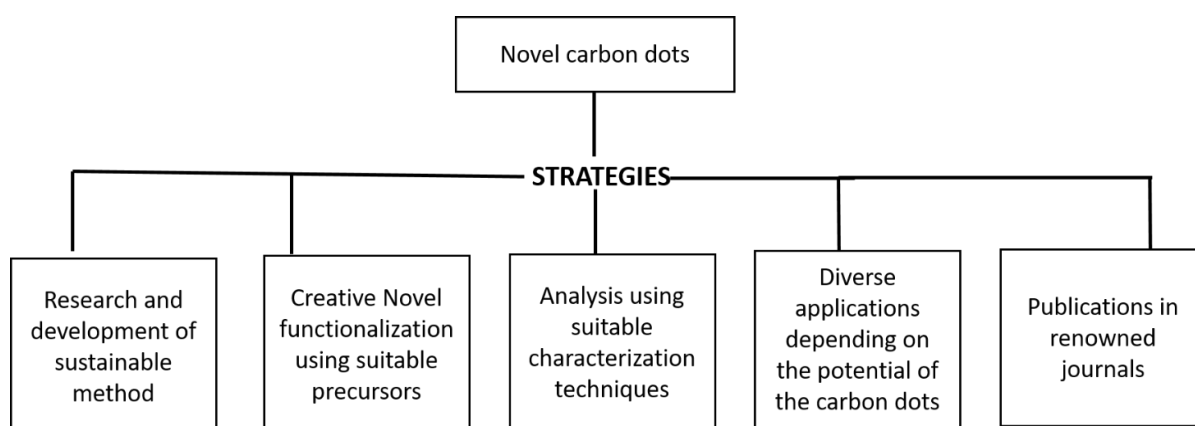 Novel carbon dots
STRATEGIES
Research and
development of
sustainable
method
Creative Novel
functionalization
using suitable
precursors
Analysis using
suitable
characterization
techniques
Diverse
applications
depending on
the potential of
the carbon dots
Publications in
renowned
journals